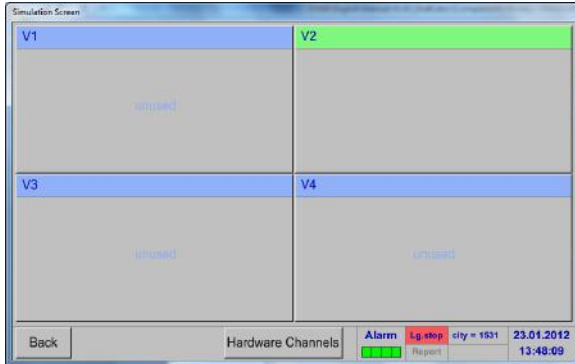 Simulation Screen
V1
V2
unused
V3
V4
unused
unused
Back
Hardware Channels
Alarm
Lg.stop
city = 1531
23.01.2012
Report
13:48:09